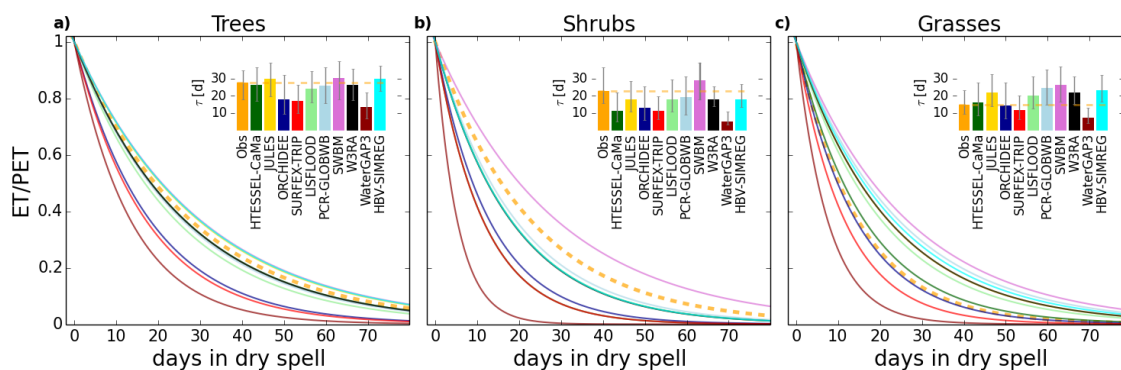 a) Trees
b) Shrubs
c) Grasses
ET/PET
1
0.8
0.6
0.4
0.2
0
τ [d]
30
20
10
Obs
HTESSEL-CaMa
JULES
ORCHIDEE
SURFEX-TRIP
LISFLOOD
PCR-GLOBWB
SWBM
W3RA
WaterGAP3
HBV-SIMREG
τ [d]
30
20
10
Obs
HTESSEL-CaMa
JULES
ORCHIDEE
SURFEX-TRIP
LISFLOOD
PCR-GLOBWB
SWBM
W3RA
WaterGAP3
HBV-SIMREG
τ [d]
30
20
10
Obs
HTESSEL-CaMa
JULES
ORCHIDEE
SURFEX-TRIP
LISFLOOD
PCR-GLOBWB
SWBM
W3RA
WaterGAP3
HBV-SIMREG
0 10 20 30 40 50 60 70
0 10 20 30 40 50 60 70
0 10 20 30 40 50 60 70
days in dry spell
days in dry spell
days in dry spell